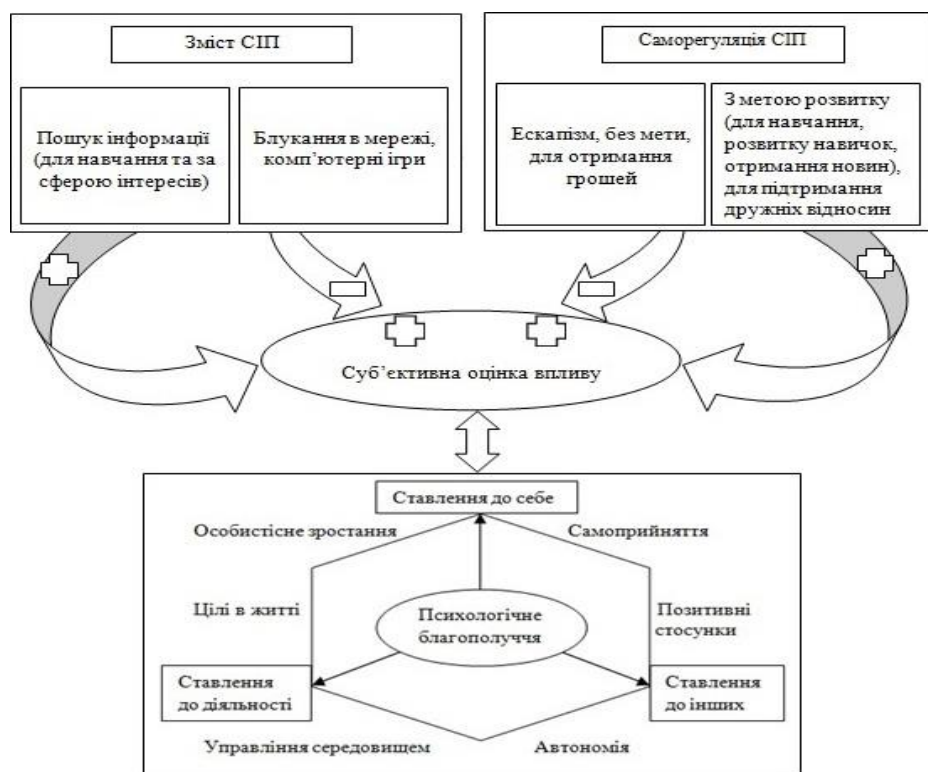 Зміст СІП
Пошук інформації
(для навчання та за
сферою інтересів)
Блукання в мережі,
комп’ютерні ігри
Саморегуляція СІП
Ескапізм, без мети,
для отримання
грошей
З метою розвитку
(для навчання,
розвитку навичок,
отримання новин),
для підтримання
дружніх відносин
Суб’єктивна оцінка впливу
Ставлення до себе
Особистісне зростання
Самоприйняття
Цілі в житті
Психологічне
благополуччя
Позитивні
стосунки
Ставлення
до діяльності
Ставлення
до інших
Управління середовищем
Автономія